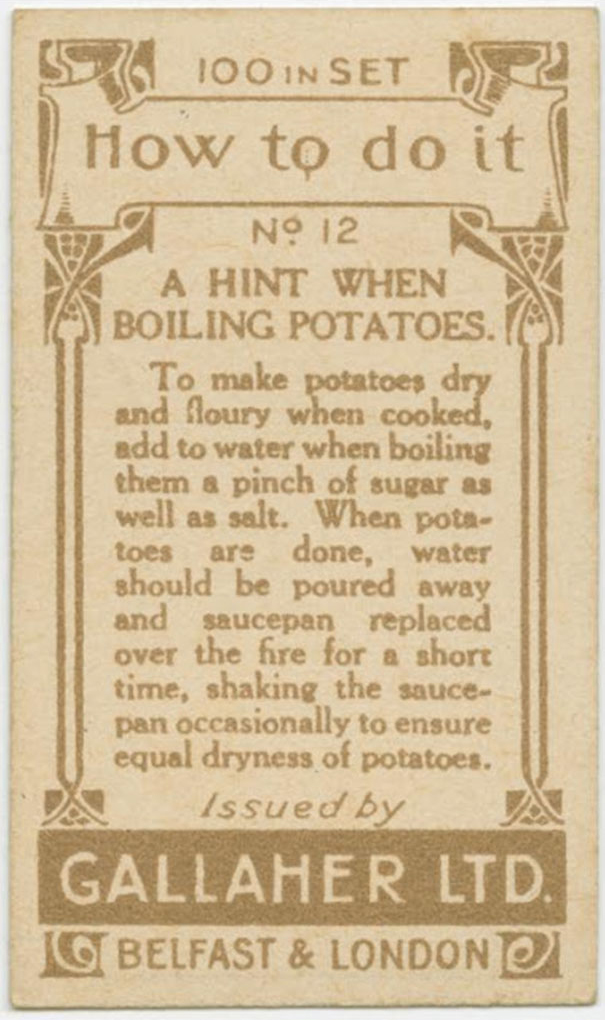 100 IN SET
How to do it
Nº 12
A HINT WHEN
BOILING POTATOES.
To make potatoes dry
and floury when cooked,
add to water when boiling
them a pinch of sugar as
well as salt. When pota-
toes are done, water
should be poured away
and saucepan replaced
over the fire for a short
time, shaking the sauce-
pan occasionally to ensure
equal dryness of potatoes.
Issued by
GALLAHER LTD.
BELFAST & LONDON